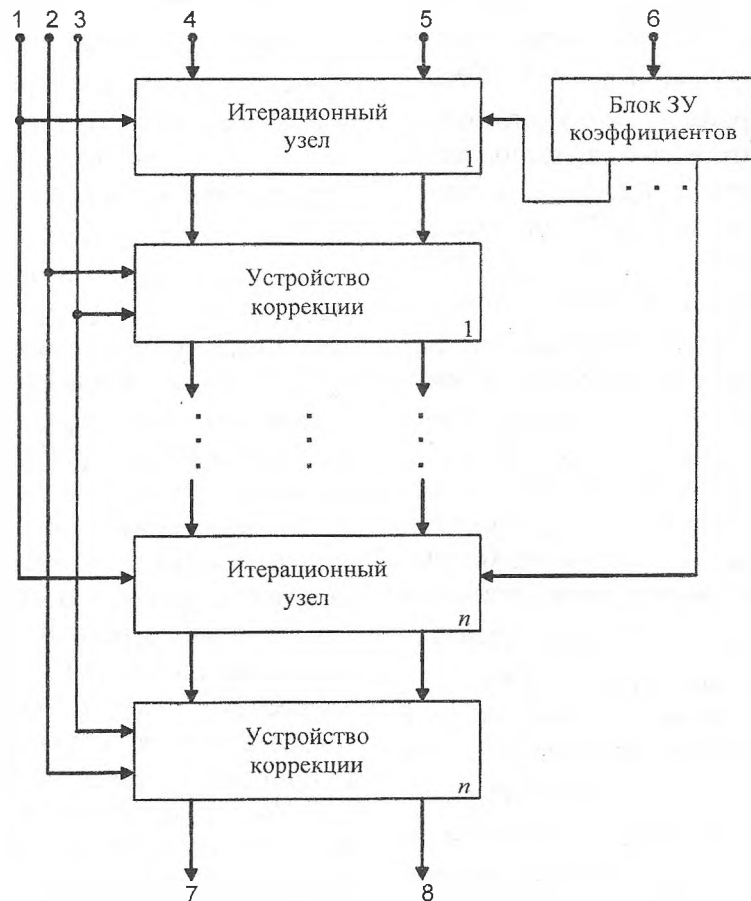 1 2 3 4 5 6
Итерационный
узел
1
Блок ЗУ
коэффициентов
Устройство
коррекции
1
Итерационный
узел
n
Устройство
коррекции
n
7 8